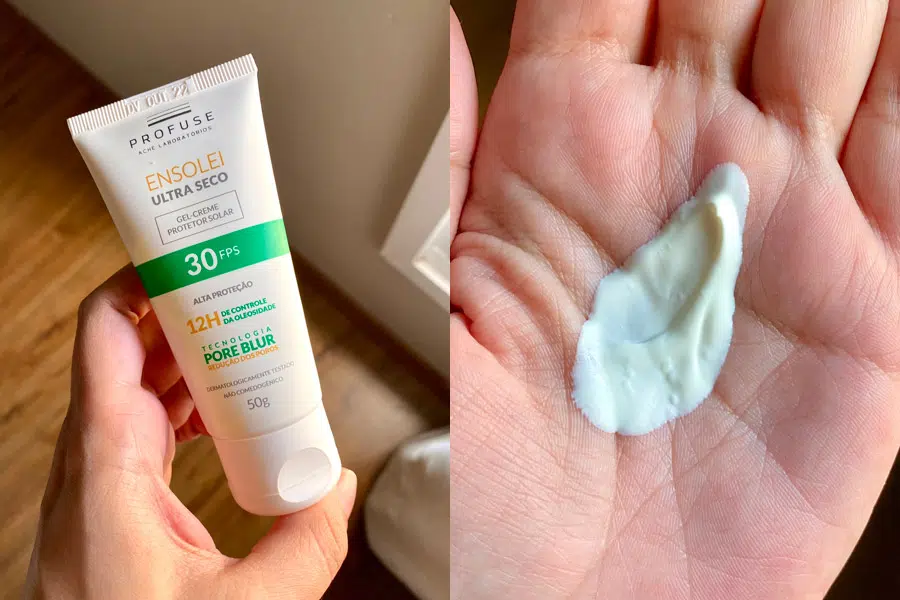 PROFUSE
ACHÉ LABORATÓRIOS
ENSOLEI
ULTRA SECO
GEL-CREME
PROTETOR SOLAR
30 FPS
ALTA PROTEÇÃO
12H DE CONTROLE
DA OLEOSIDADE
TECNOLOGIA
PORE BLUR
REDUÇÃO DOS POROS
DERMATOLOGICAMENTE TESTADO
NÃO COMEDOGÊNICO
50g